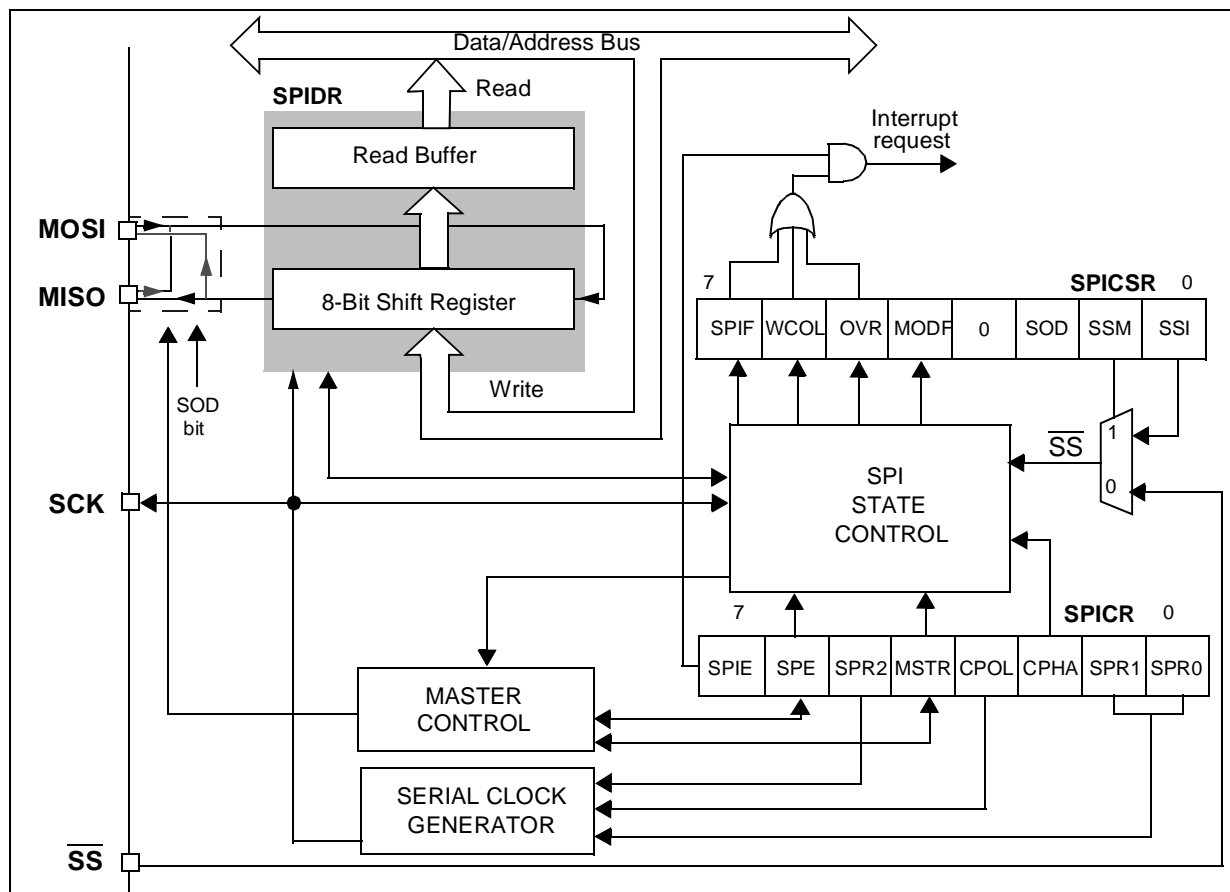 Data/Address Bus
SPIDR
Read
Read Buffer
Interrupt
request
MOSI
MISO
8-Bit Shift Register
7
SPICSR
0
SPIF
WCOL
OVR
MODF
0
SOD
SSM
SSI
Write
SOD
bit
1
SS
0
SCK
SPI
STATE
CONTROL
7
SPICR
0
SPIE
SPE
SPR2
MSTR
CPOL
CPHA
SPR1
SPR0
MASTER
CONTROL
SERIAL CLOCK
GENERATOR
SS